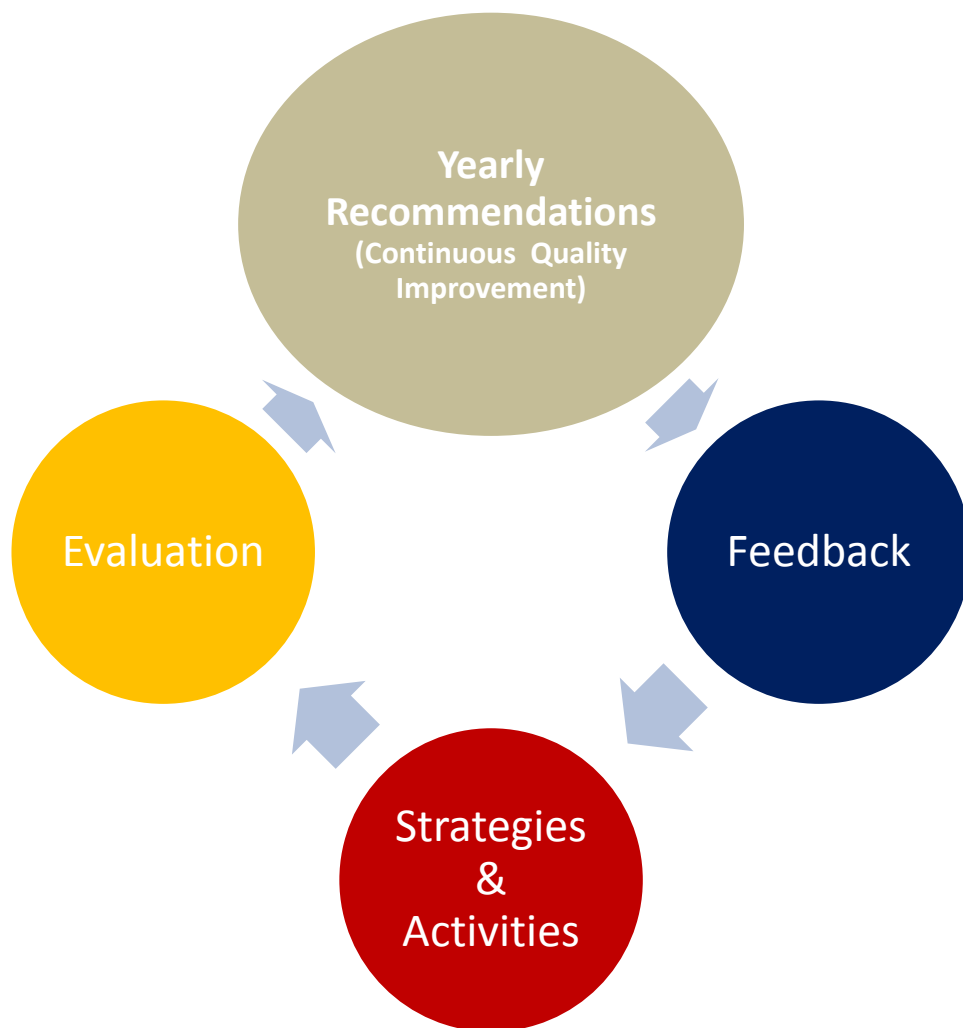 Yearly
Recommendations
(Continuous Quality
Improvement)
Evaluation
Feedback
Strategies
&
Activities